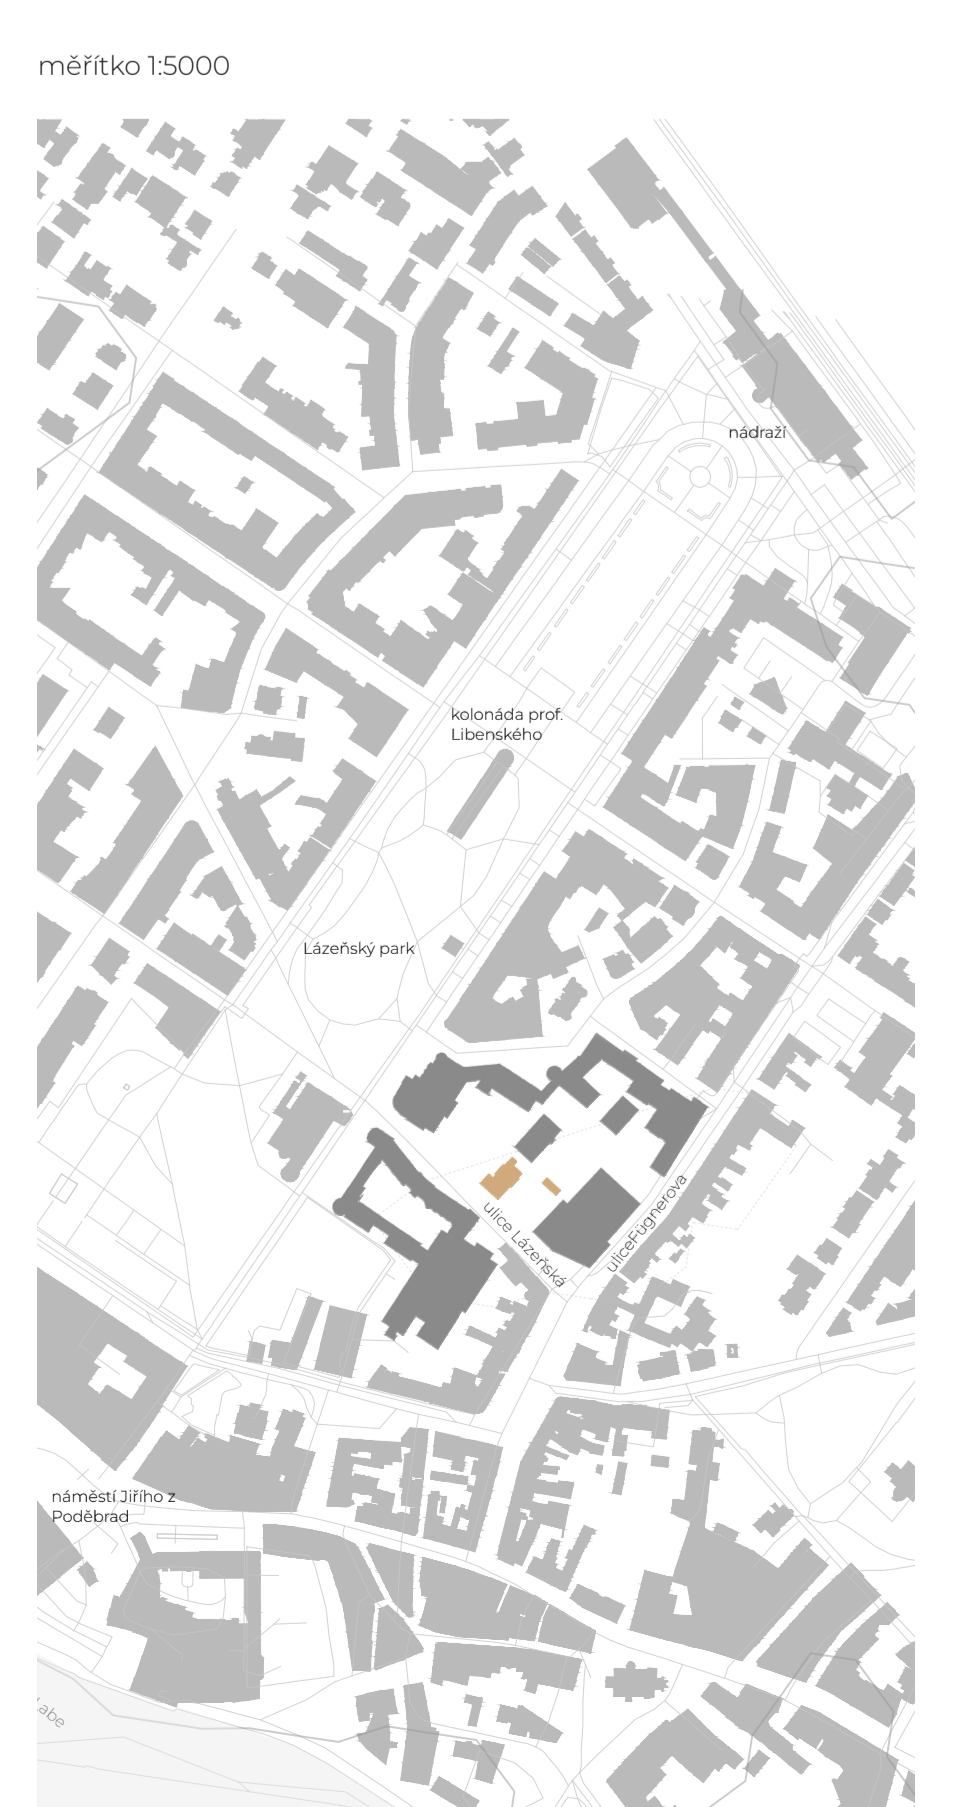 měřítko 1:5000
nádraží
kolonáda prof.
Libenského
Lázeňský park
ulice Lázeňská
uliceFügnerova
náměstí Jiřího z
Poděbrad
Labe